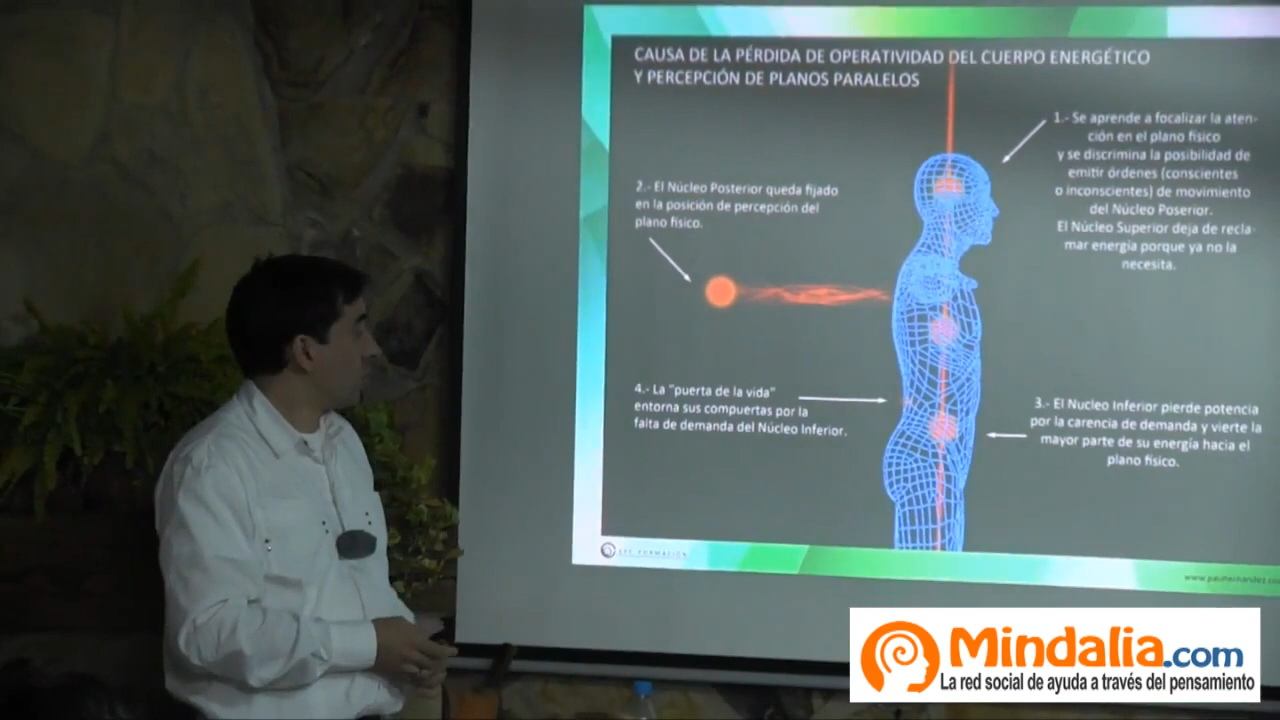 CAUSA DE LA PÉRDIDA DE OPERATIVIDAD DEL CUERPO ENERGÉTICO
Y PERCEPCIÓN DE PLANOS PARALELOS
1.- Se aprende a focalizar la aten-
ción en el plano físico
y se discrimina la posibilidad de
emitir órdenes (conscientes
o inconscientes) de movimiento
del Núcleo Posterior.
El Núcleo Superior deja de recla-
mar energía porque ya no la
necesita.
2.- El Núcleo Posterior queda fijado
en la posición de percepción del
plano físico.
4.- La "puerta de la vida"
entorna sus compuertas por la
falta de demanda del Núcleo Inferior.
3.- El Nucleo Inferior pierde potencia
por la carencia de demanda y vierte la
mayor parte de su energía hacia el
plano físico.
FORMACIÓN
Mindalia.com
La red social de ayuda a través del pensamiento